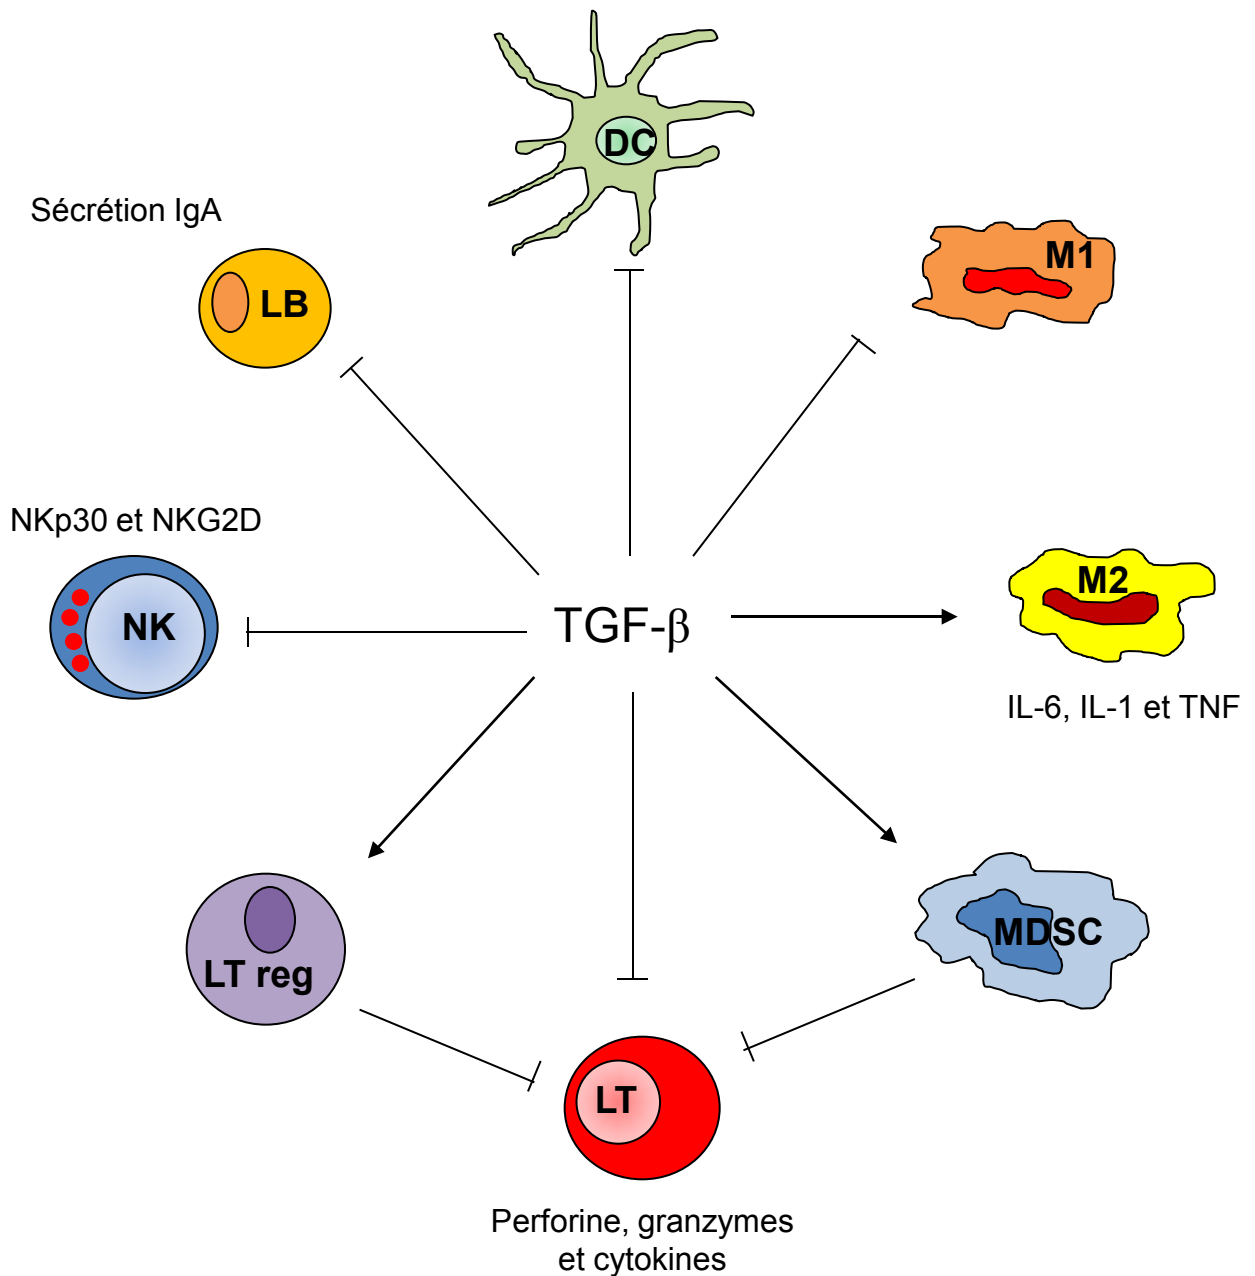 DC
Sécrétion IgA
M1
LB
NKp30 et NKG2D
M2
NK
TGF-β
IL-6, IL-1 et TNF
MDSC
LT reg
LT
Perforine, granzymes
et cytokines